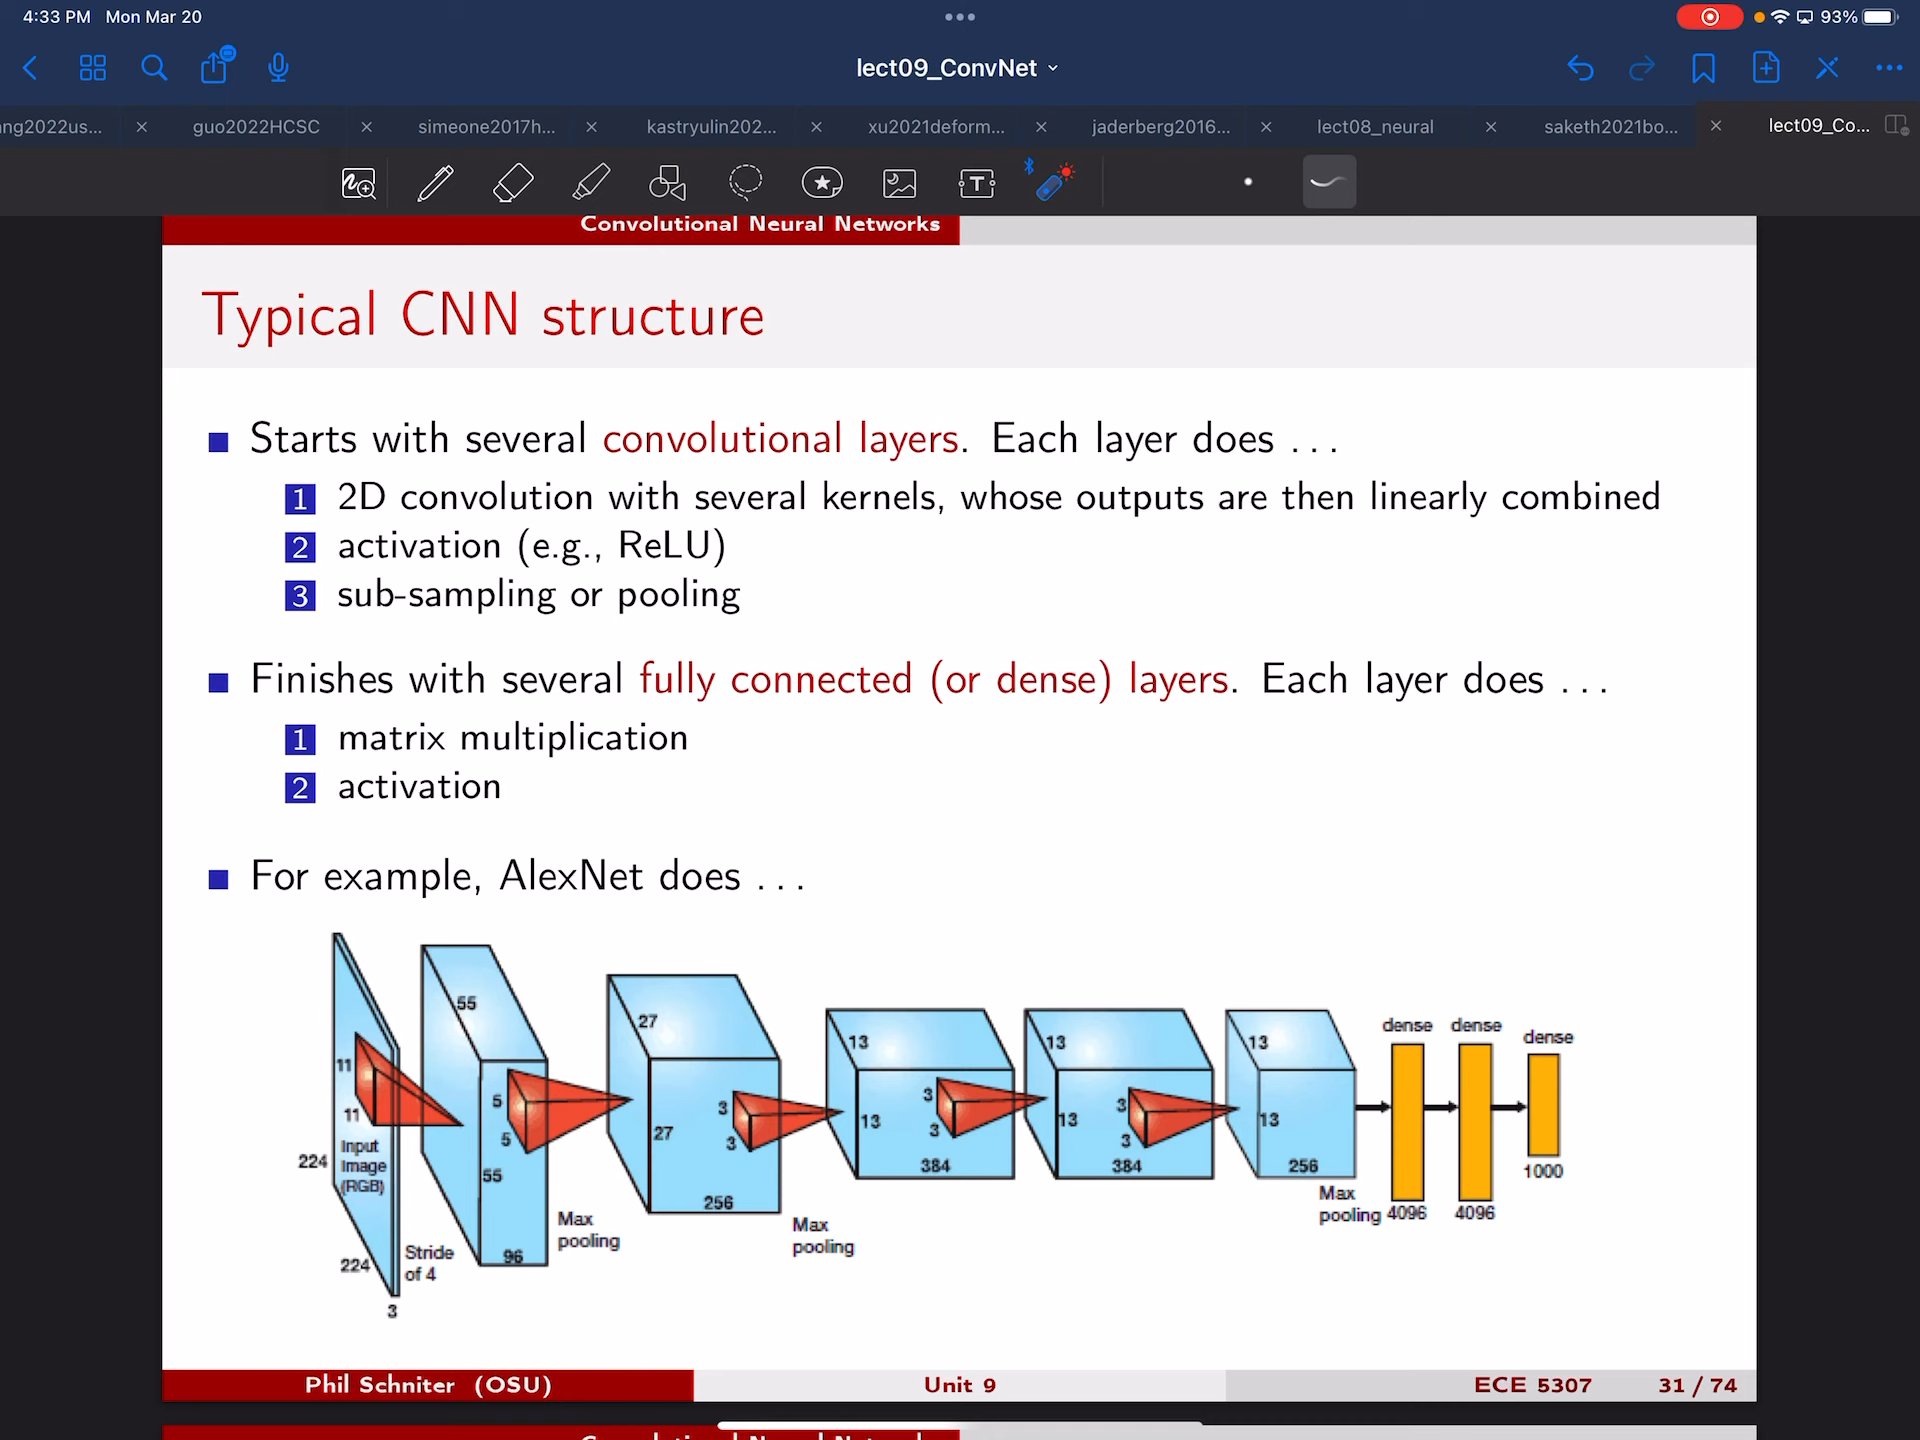 4:33 PM Mon Mar 20
93%
lect09_ConvNet
ang2022us...
guo2022HCSC
simeone2017h...
kastryulin202...
xu2021deform...
jaderberg2016...
lect08_neural
saketh2021bo...
lect09_Co...
T
Convolutional Neural Networks
Typical CNN structure
Starts with several convolutional layers. Each layer does ...
1 2D convolution with several kernels, whose outputs are then linearly combined
2 activation (e.g., ReLU)
3 sub-sampling or pooling
Finishes with several fully connected (or dense) layers. Each layer does ...
1 matrix multiplication
2 activation
For example, AlexNet does ...
11
11
Input
Image
(RGB)
224
224
3
Stride
of 4
55
5
5
55
96
Max
pooling
27
3
3
27
256
Max
pooling
13
3
3
13
384
13
3
3
13
384
13
13
256
Max
pooling
dense
4096
dense
4096
dense
1000
Phil Schniter (OSU)
Unit 9
ECE 5307 31 / 74